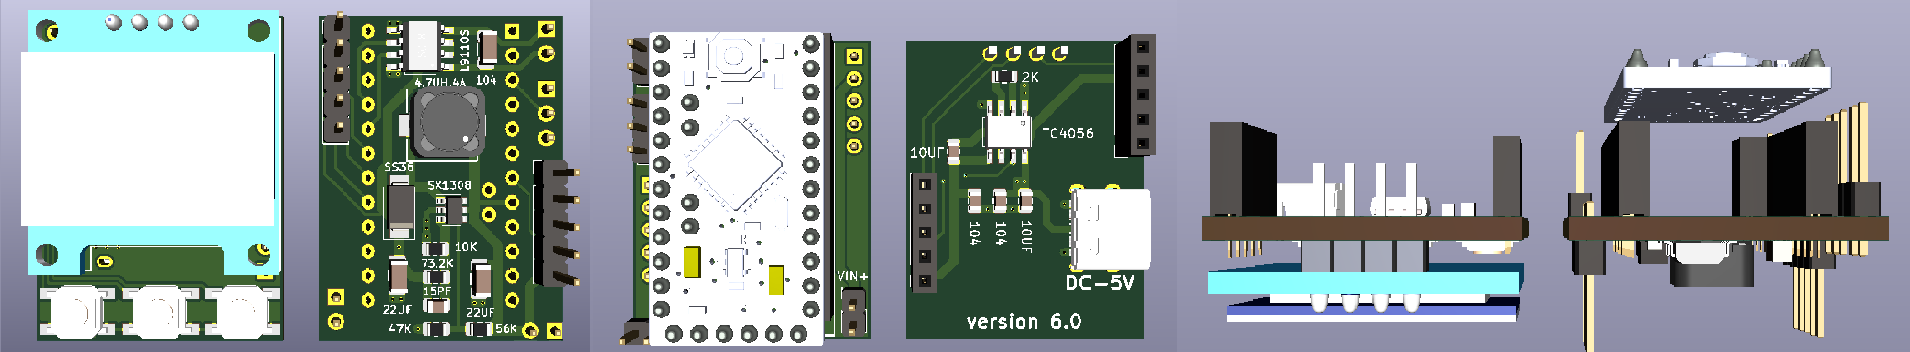 L9110S
104
4.7UH.4A
SS36
SX1308
10K
73.2K
15PF
22UF
22UF
47K
56K
VIN+
2K
TC4056
10UF
104
104
10UF
DC-5V
version 6.0